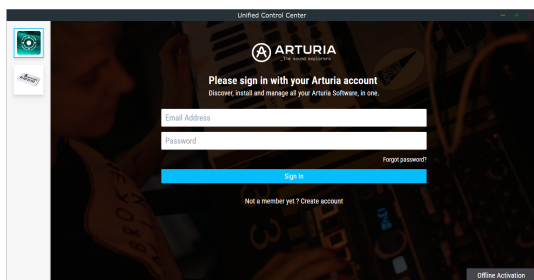 Unified Control Center
ARTURIA
_The sound explorers
Please sign in with your Arturia account
Discover, install and manage all your Arturia Software, in one.
Email Address
Password
Forgot password?
Sign In
Not a member yet ? Create account
Offline Activation